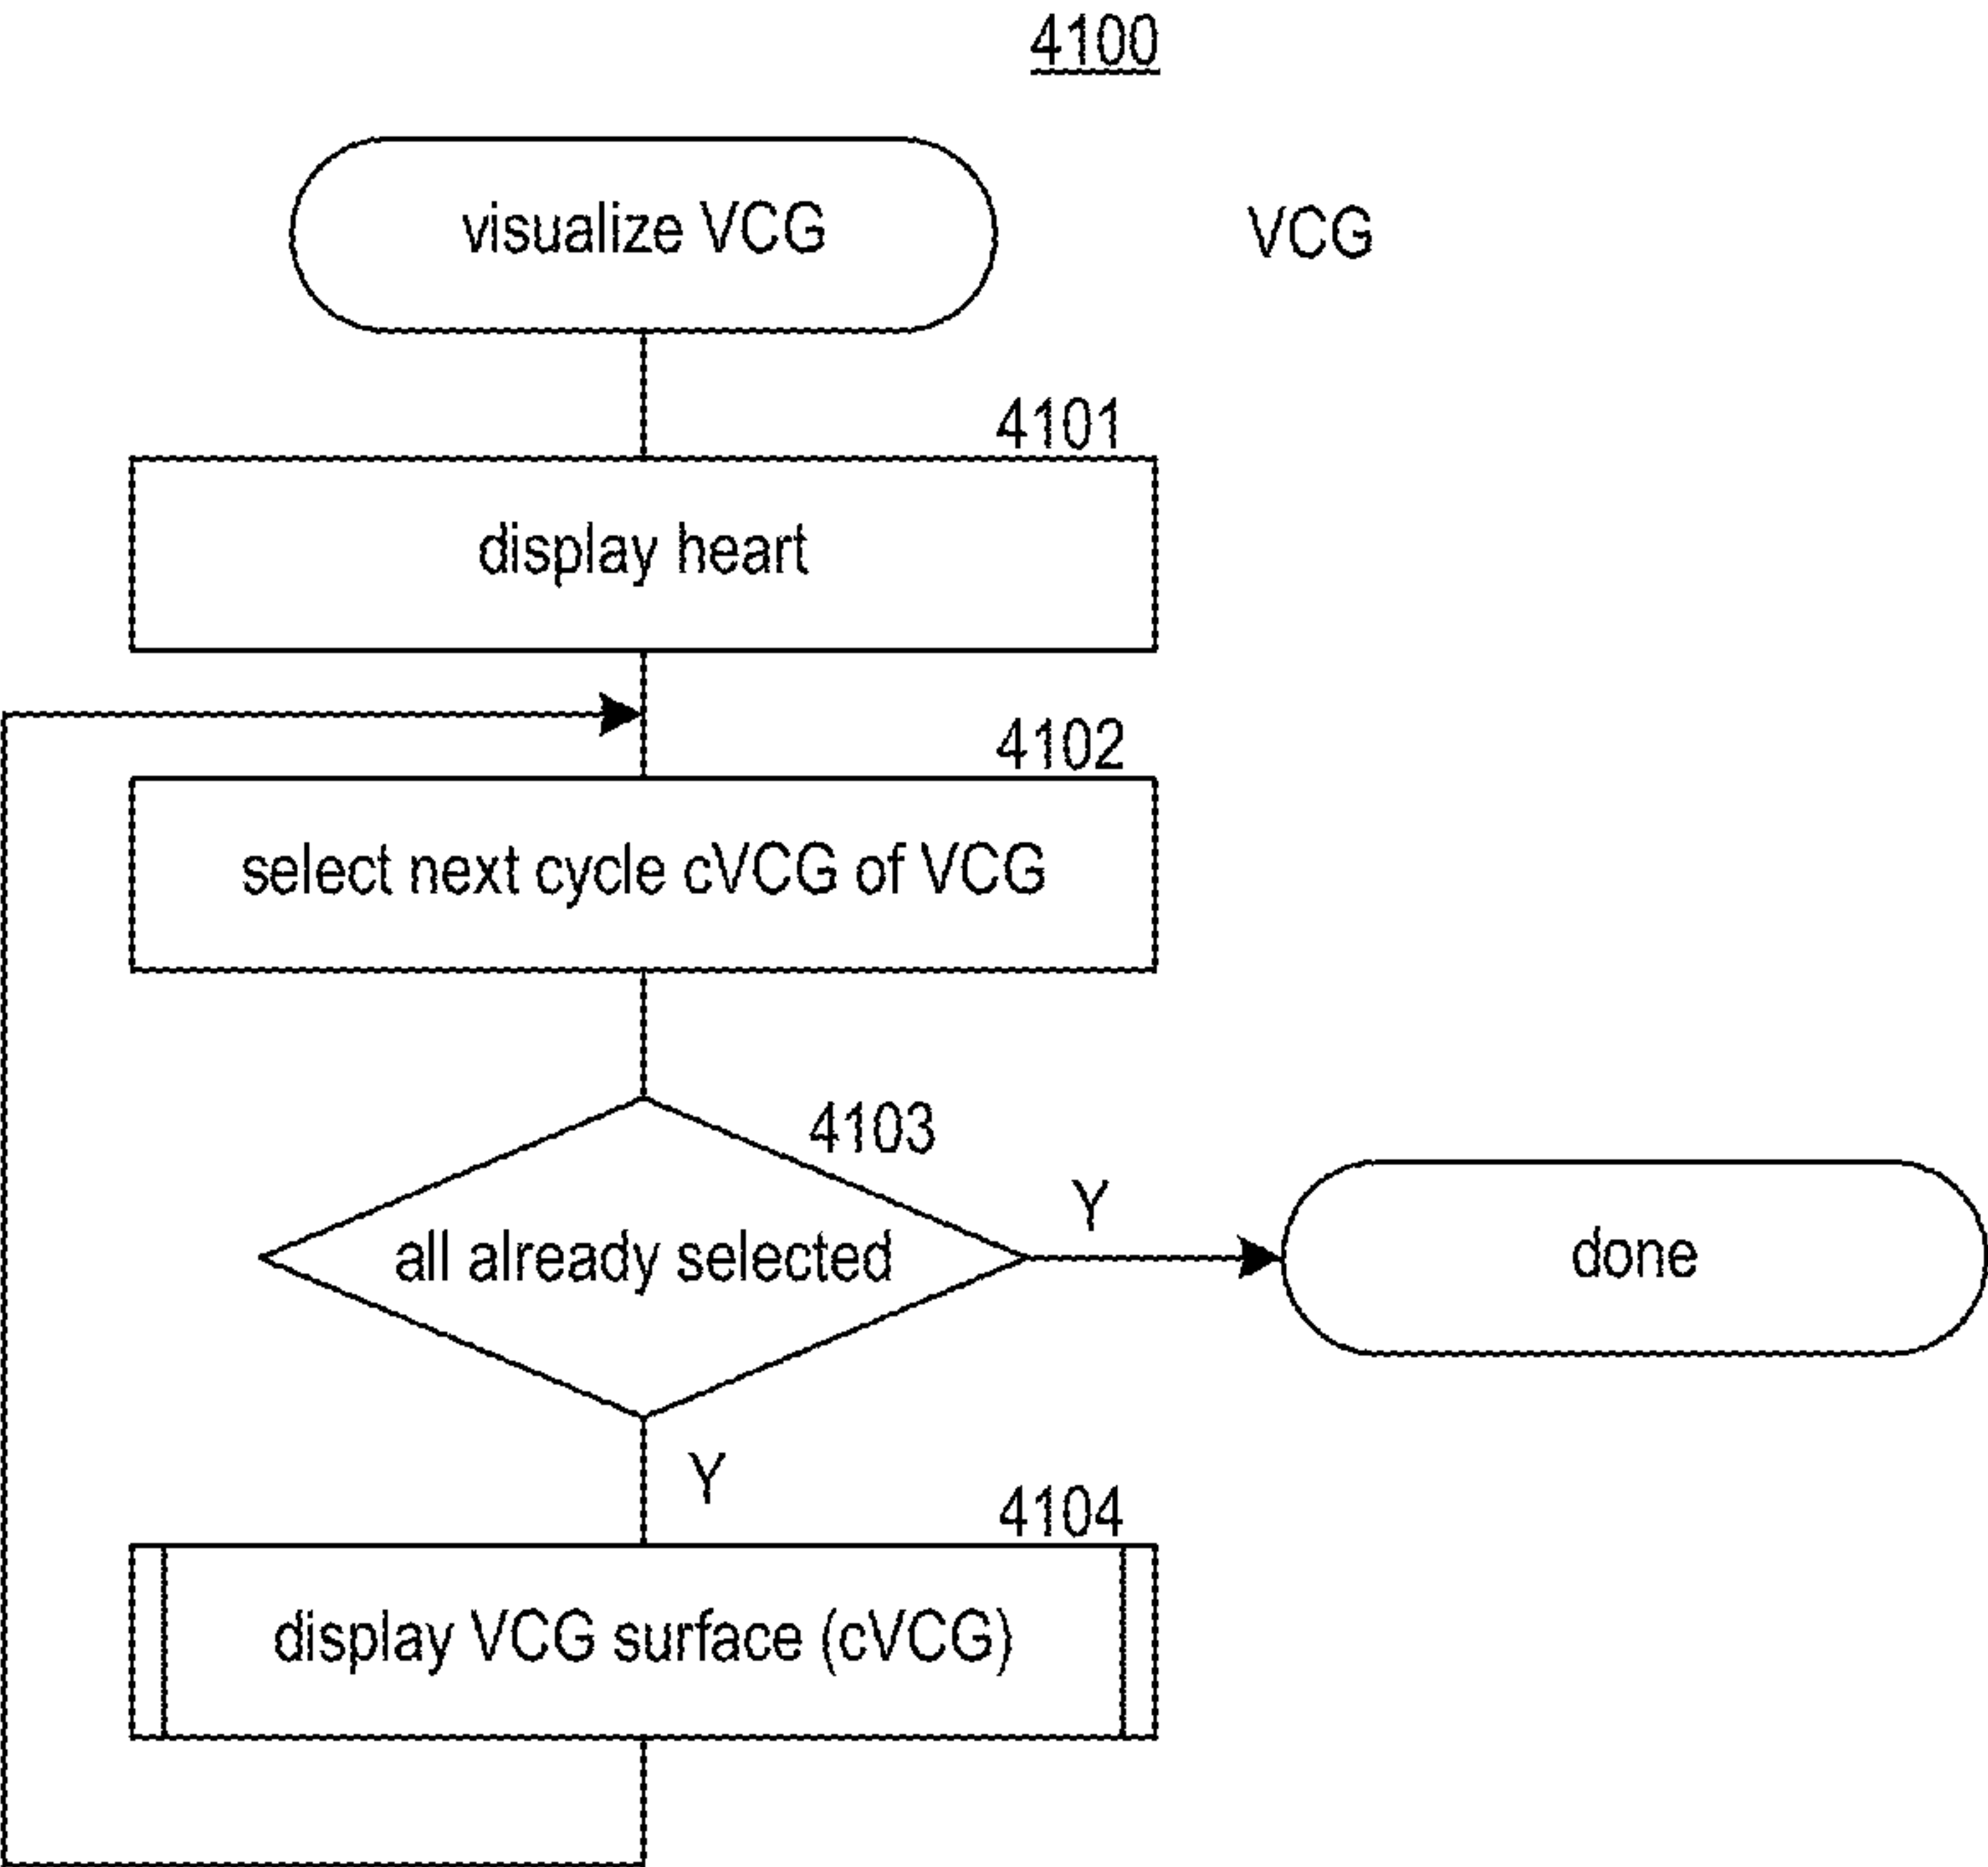 4100
visualize VCG
VCG
4101
display heart
4102
select next cycle cVCG of VCG
4103
all already selected
Y
done
Y
4104
display VCG surface (cVCG)